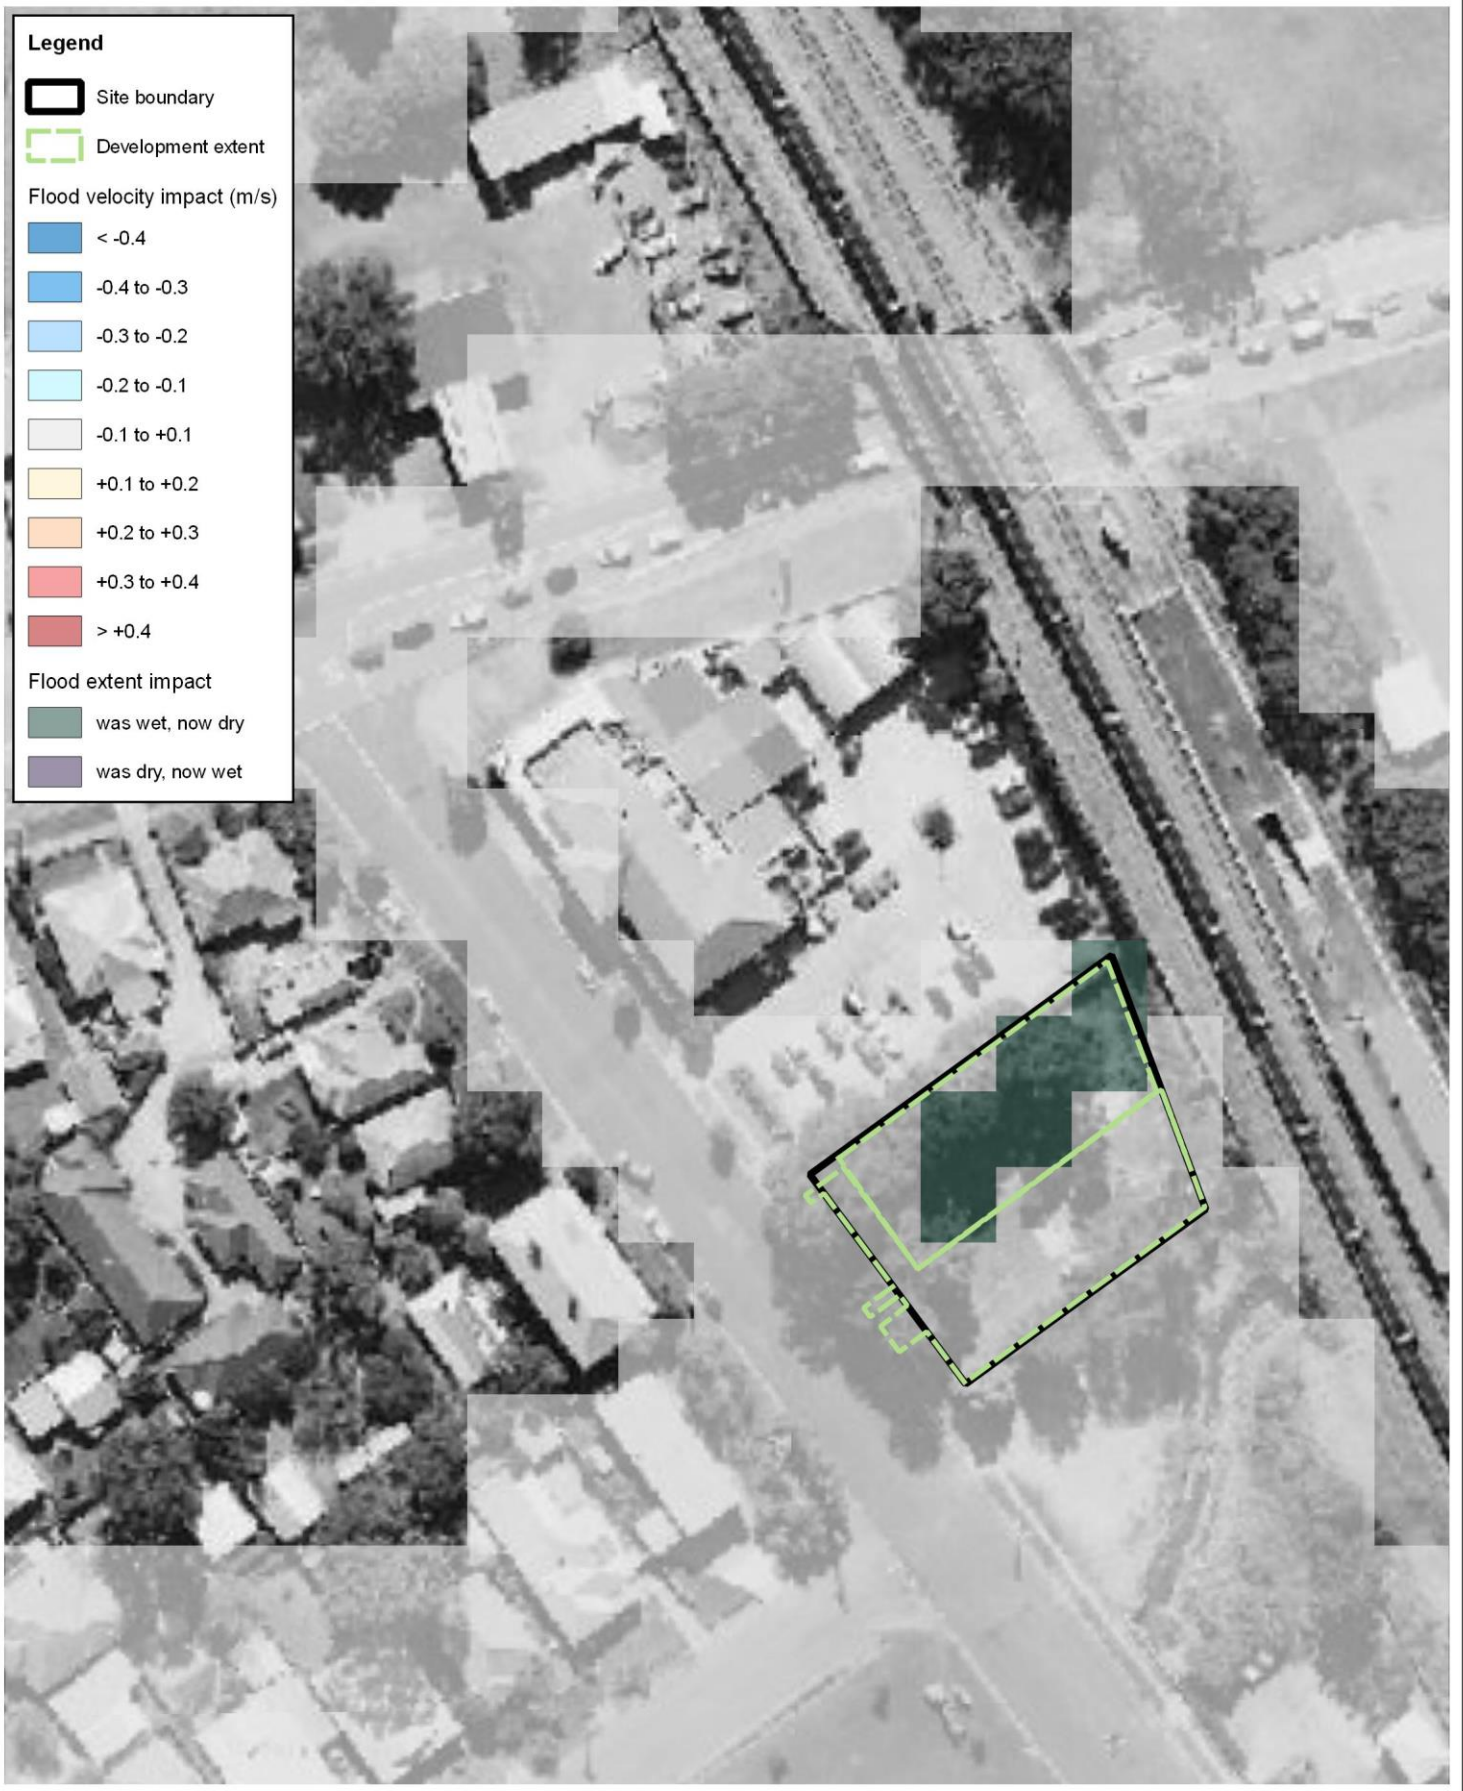 Legend
Site boundary
Development extent
Flood velocity impact (m/s)
< -0.4
-0.4 to -0.3
-0.3 to -0.2
-0.2 to -0.1
-0.1 to +0.1
+0.1 to +0.2
+0.2 to +0.3
+0.3 to +0.4
> +0.4
Flood extent impact
was wet, now dry
was dry, now wet